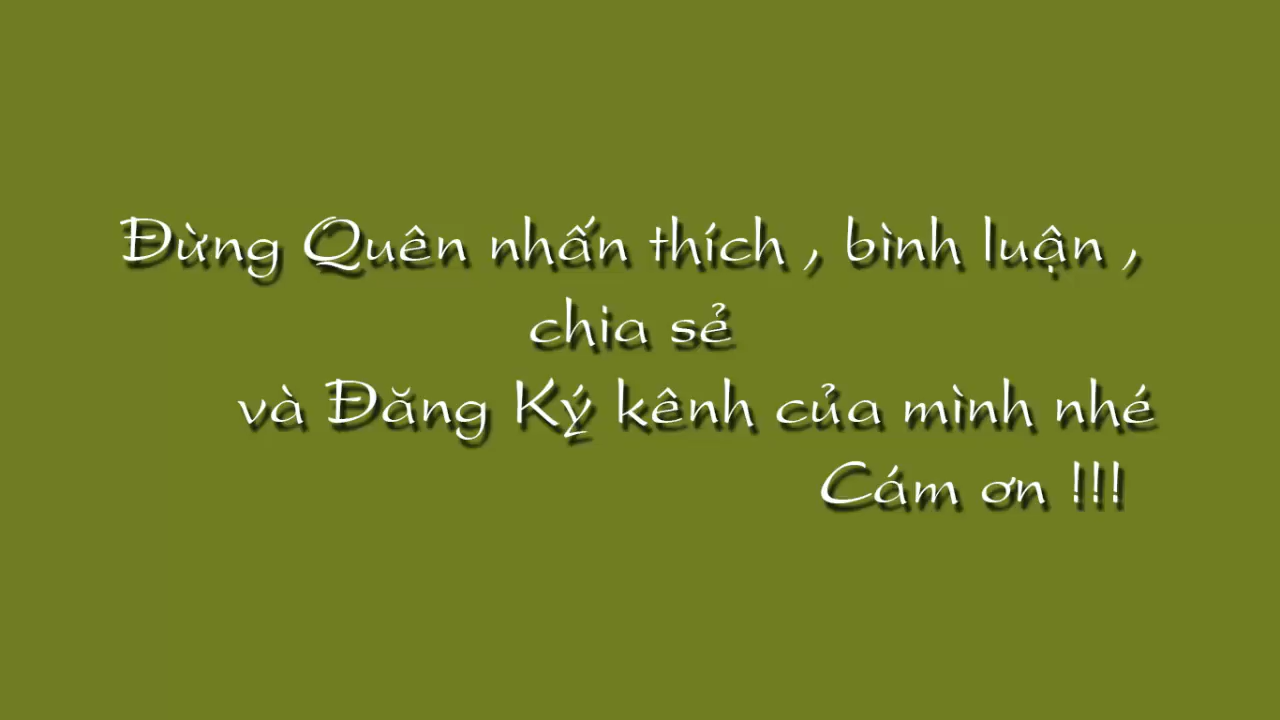 Đừng Quên nhấn thích , bình luận ,
chia sẻ
và Đăng Ký kênh của mình nhé
Cám ơn !!!